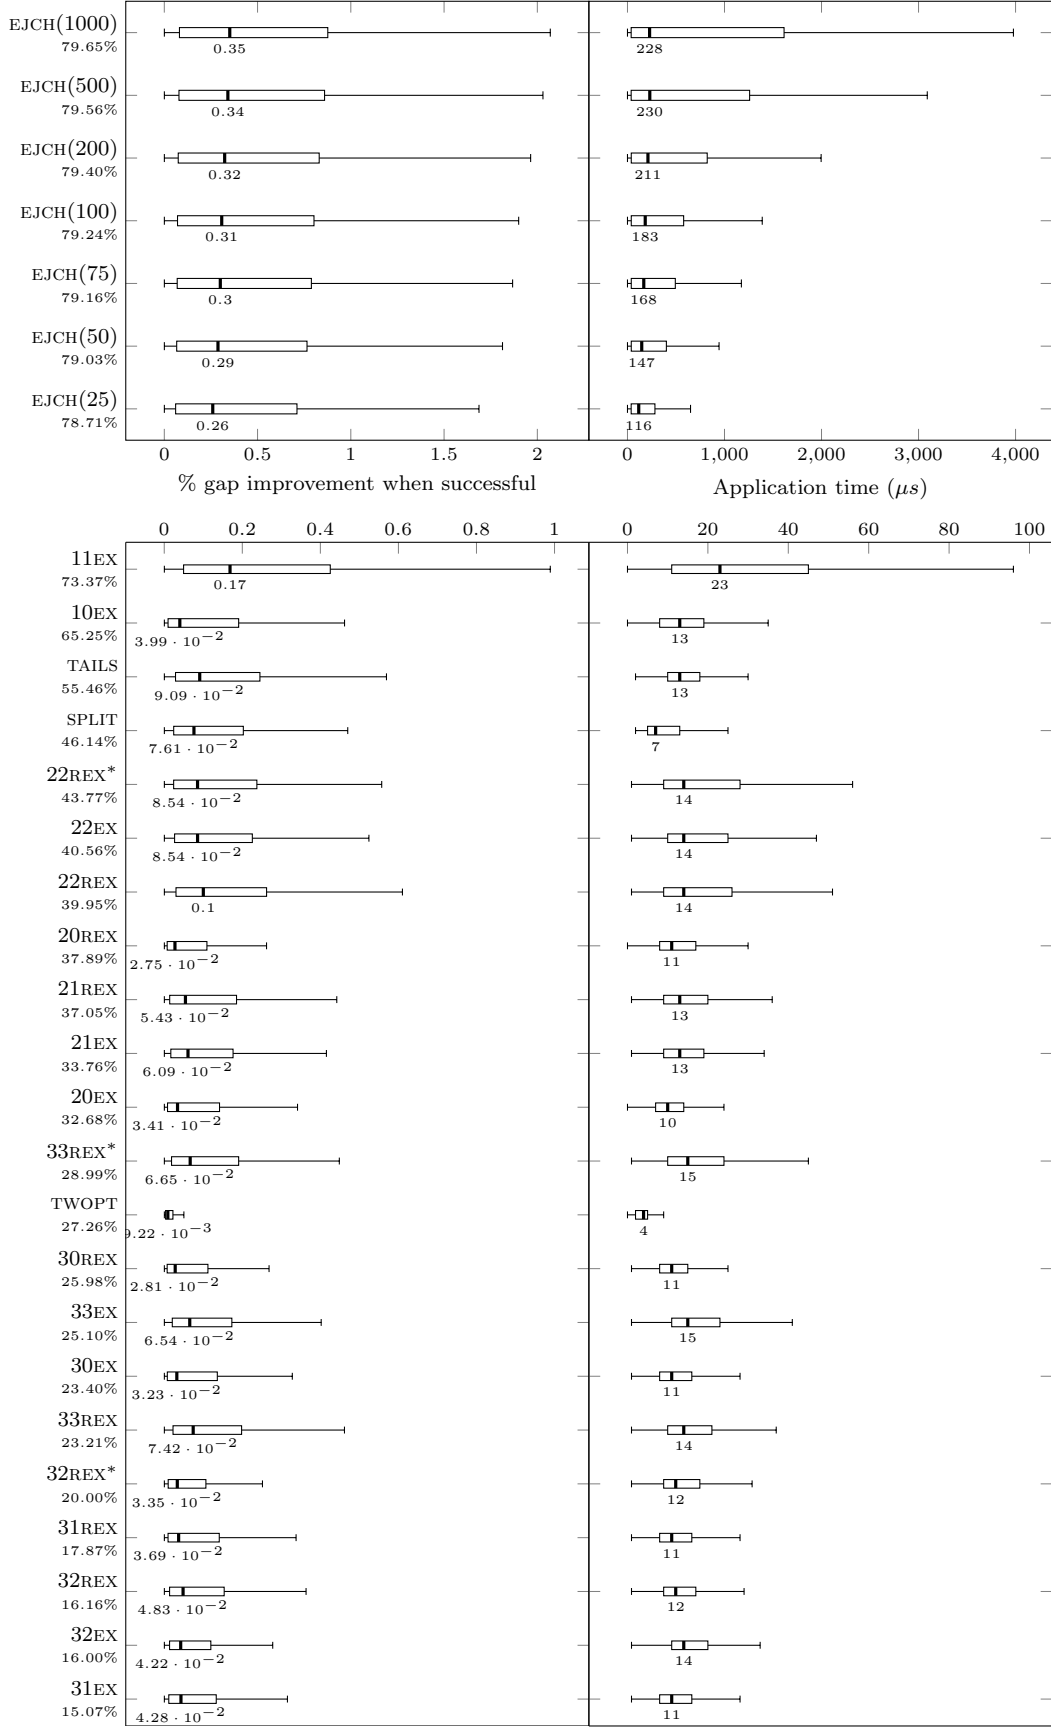 EJCH(1000)
79.65%
0.35
228
EJCH(500)
79.56%
0.34
230
EJCH(200)
79.40%
0.32
211
EJCH(100)
79.24%
0.31
183
EJCH(75)
79.16%
0.3
168
EJCH(50)
79.03%
0.29
147
EJCH(25)
78.71%
0.26
116
0 0.5 1 1.5 2
0 1,000 2,000 3,000 4,000
% gap improvement when successful
Application time (μs)
0 0.2 0.4 0.6 0.8 1
0 20 40 60 80 100
11EX
73.37%
0.17
23
10EX
65.25%
3.99 · 10−2
13
TAILS
55.46%
9.09 · 10−2
13
SPLIT
46.14%
7.61 · 10−2
7
22REX*
43.77%
8.54 · 10−2
14
22EX
40.56%
8.54 · 10−2
14
22REX
39.95%
0.1
14
20REX
37.89%
2.75 · 10−2
11
21REX
37.05%
5.43 · 10−2
13
21EX
33.76%
6.09 · 10−2
13
20EX
32.68%
3.41 · 10−2
10
33REX*
28.99%
6.65 · 10−2
15
TWOPT
27.26%
9.22 · 10−3
4
30REX
25.98%
2.81 · 10−2
11
33EX
25.10%
6.54 · 10−2
15
30EX
23.40%
3.23 · 10−2
11
33REX
23.21%
7.42 · 10−2
14
32REX*
20.00%
3.35 · 10−2
12
31REX
17.87%
3.69 · 10−2
11
32REX
16.16%
4.83 · 10−2
12
32EX
16.00%
4.22 · 10−2
14
31EX
15.07%
4.28 · 10−2
11